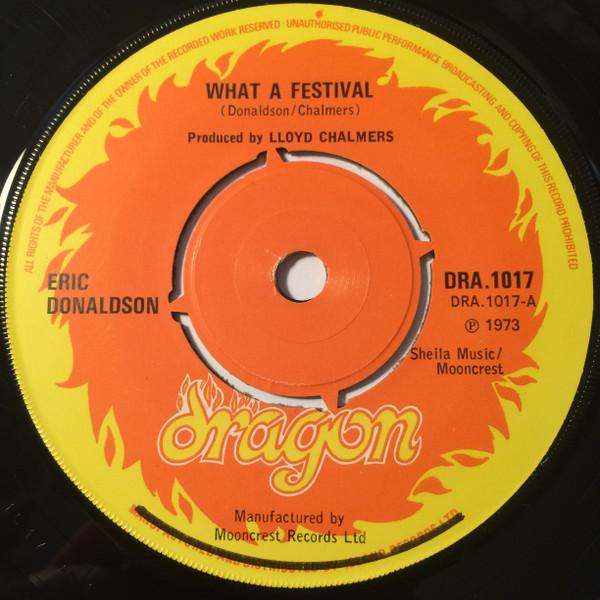 ALL RIGHTS OF THE MANUFACTURER AND OF THE OWNER OF THE RECORDED WORK RESERVED · UNAUTHORISED PUBLIC PERFORMANCE BROADCASTING AND COPYING OF THIS RECORD PROHIBITED
WHAT A FESTIVAL
(Donaldson/Chalmers)
Produced by LLOYD CHALMERS
ERIC
DONALDSON
DRA.1017
DRA.1017-A
℗ 1973
Sheila Music/
Mooncrest
dragon
Manufactured by
Mooncrest Records Ltd